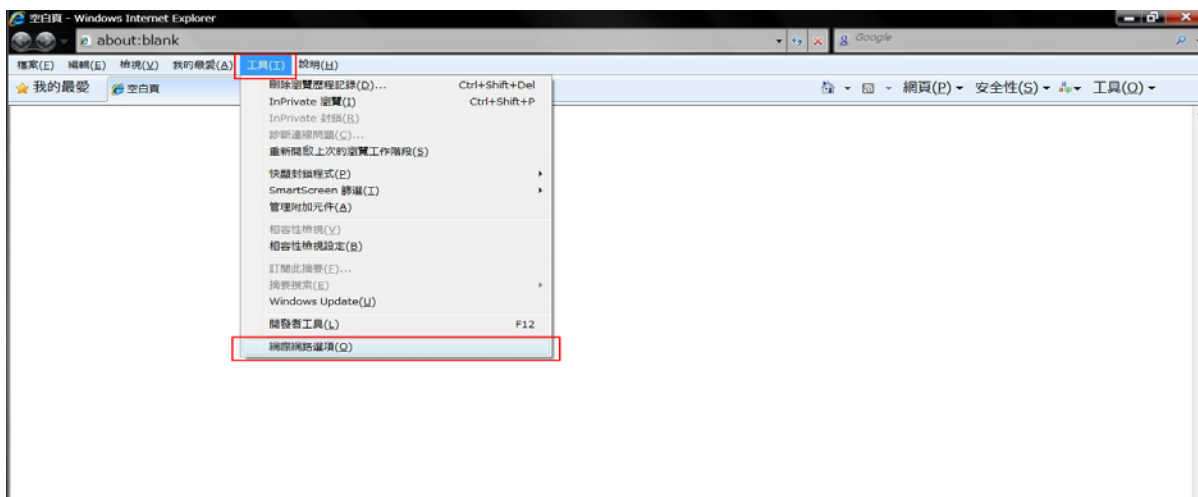 空白頁 - Windows Internet Explorer
about:blank
Google
檔案(F) 編輯(E) 檢視(V) 我的最愛(A) 工具(T) 說明(H)
我的最愛 空白頁 網頁(P) 安全性(S) 工具(O)
刪除瀏覽歷程記錄(D)... Ctrl+Shift+Del
InPrivate 瀏覽(I) Ctrl+Shift+P
InPrivate 封鎖(R)
診斷連線問題(C)...
重新開啟上次的瀏覽工作階段(S)
快顯封鎖程式(P)
SmartScreen 篩選(T)
管理附加元件(A)
相容性檢視(V)
相容性檢視設定(B)
訂閱此摘要(F)...
摘要搜索(E)
Windows Update(U)
開發者工具(L) F12
網際網路選項(O)